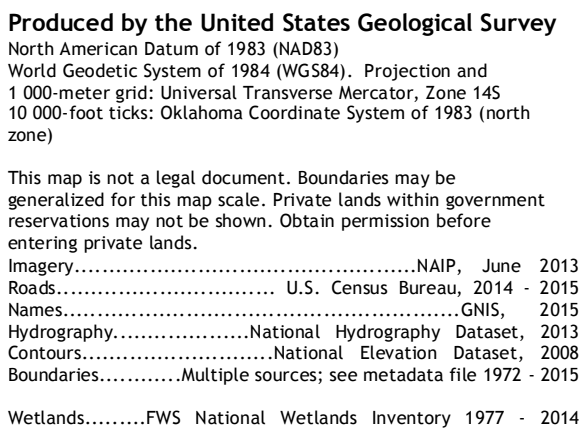 Produced by the United States Geological Survey
North American Datum of 1983 (NAD83)
World Geodetic System of 1984 (WGS84).  Projection and
1 000-meter grid: Universal Transverse Mercator, Zone 14S
10 000-foot ticks: Oklahoma Coordinate System of 1983 (north
zone)
This map is not a legal document. Boundaries may be
generalized for this map scale. Private lands within government
reservations may not be shown. Obtain permission before
entering private lands.
Imagery.................................................NAIP, June 2013
Roads............................... U.S. Census Bureau, 2014 - 2015
Names.........................................................GNIS, 2015
Hydrography....................National Hydrography Dataset, 2013
Contours............................National Elevation Dataset, 2008
Boundaries............Multiple sources; see metadata file 1972 - 2015
Wetlands.........FWS National Wetlands Inventory 1977 - 2014